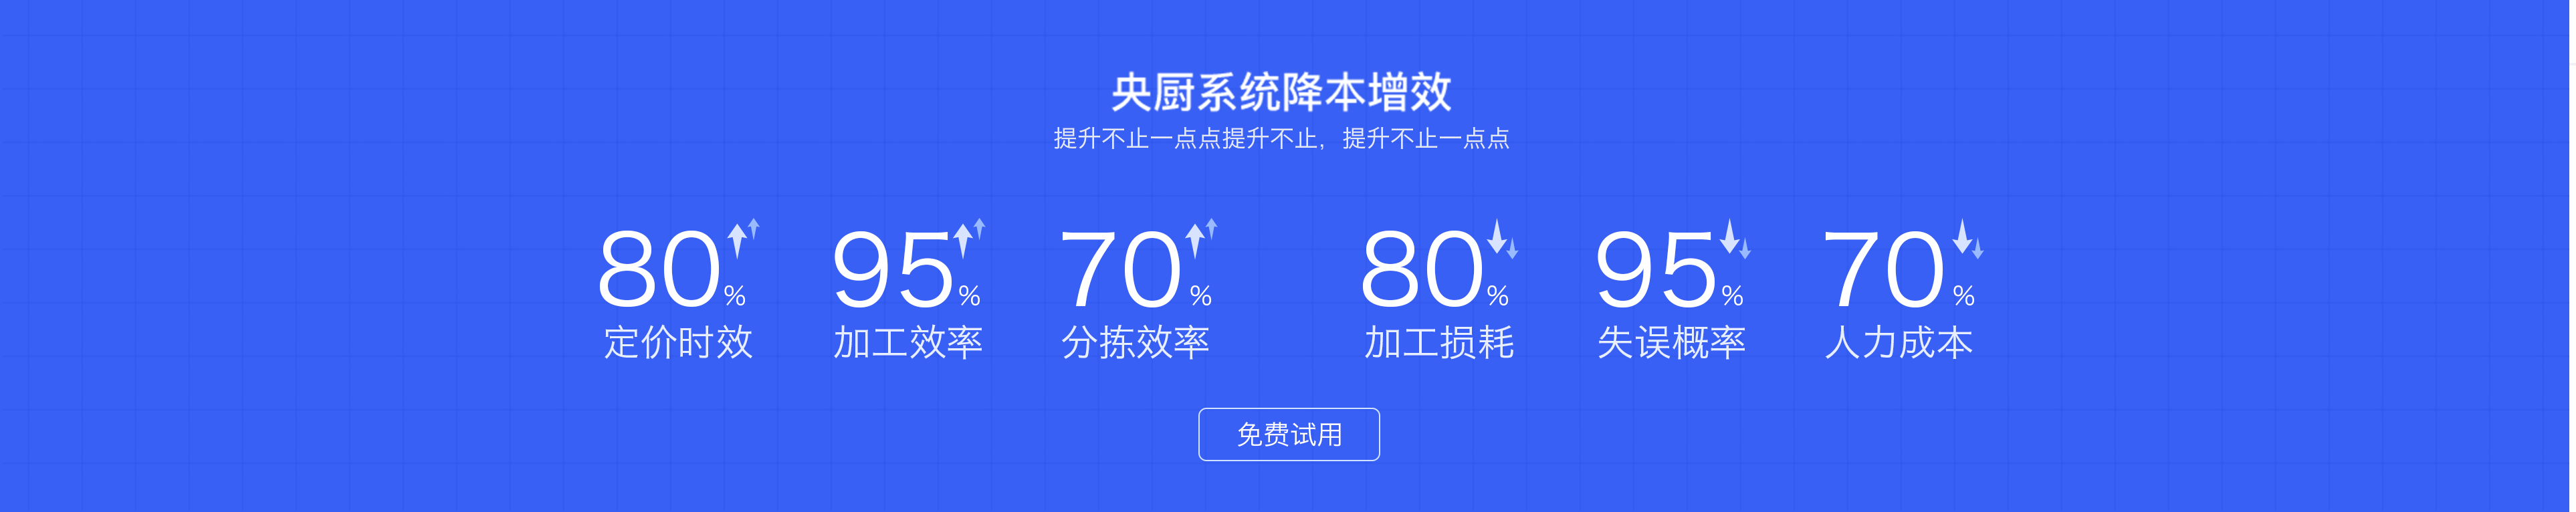 央厨系统降本增效
提升不止一点点提升不止，提升不止一点点
80% 95% 70% 80% 95% 70%
定价时效 加工效率 分拣效率 加工损耗 失误概率 人力成本
免费试用